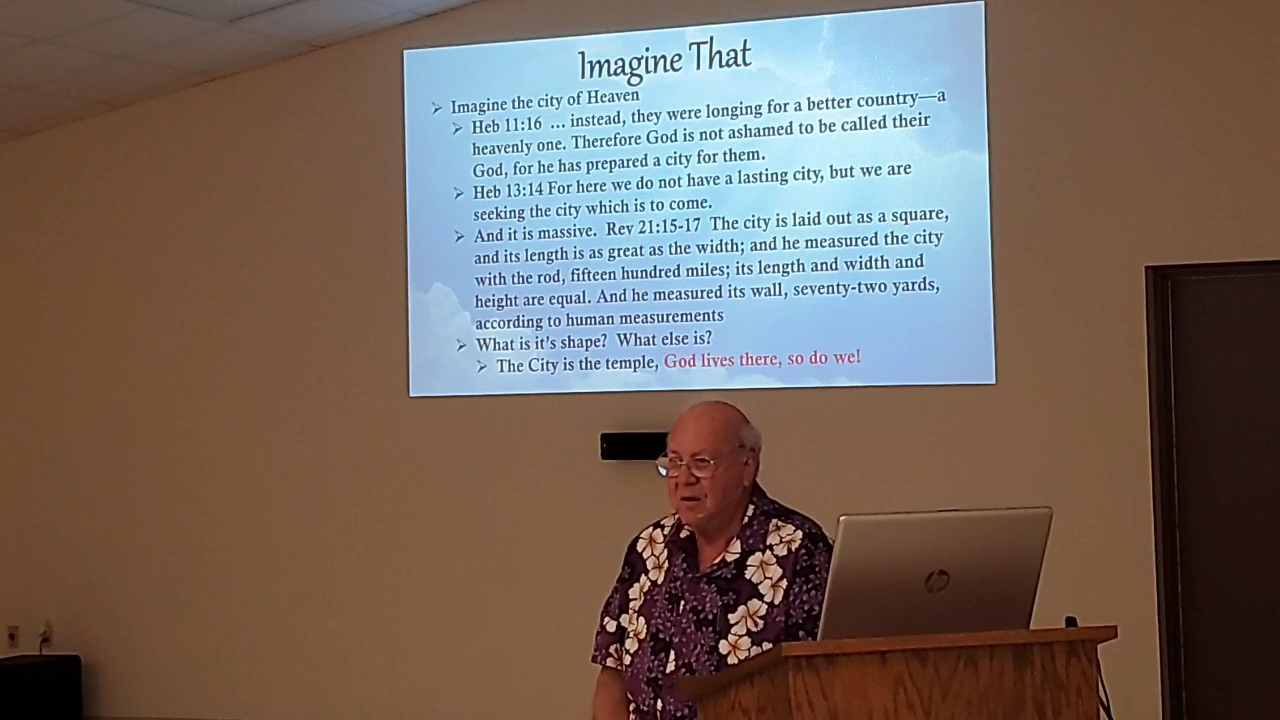 Imagine That
Imagine the city of Heaven
Heb 11:16 ... instead, they were longing for a better country—a
heavenly one. Therefore God is not ashamed to be called their
God, for he has prepared a city for them.
Heb 13:14 For here we do not have a lasting city, but we are
seeking the city which is to come.
And it is massive. Rev 21:15-17 The city is laid out as a square,
and its length is as great as the width; and he measured the city
with the rod, fifteen hundred miles; its length and width and
height are equal. And he measured its wall, seventy-two yards,
according to human measurements
What is it's shape? What else is?
The City is the temple, God lives there, so do we!
hp